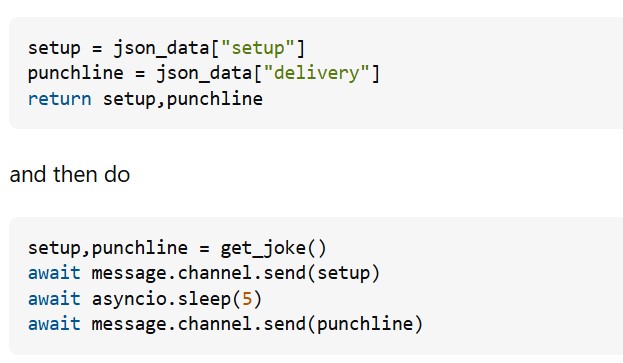 setup = json_data["setup"]
punchline = json_data["delivery"]
return setup,punchline
and then do
setup,punchline = get_joke()
await message.channel.send(setup)
await asyncio.sleep(5)
await message.channel.send(punchline)